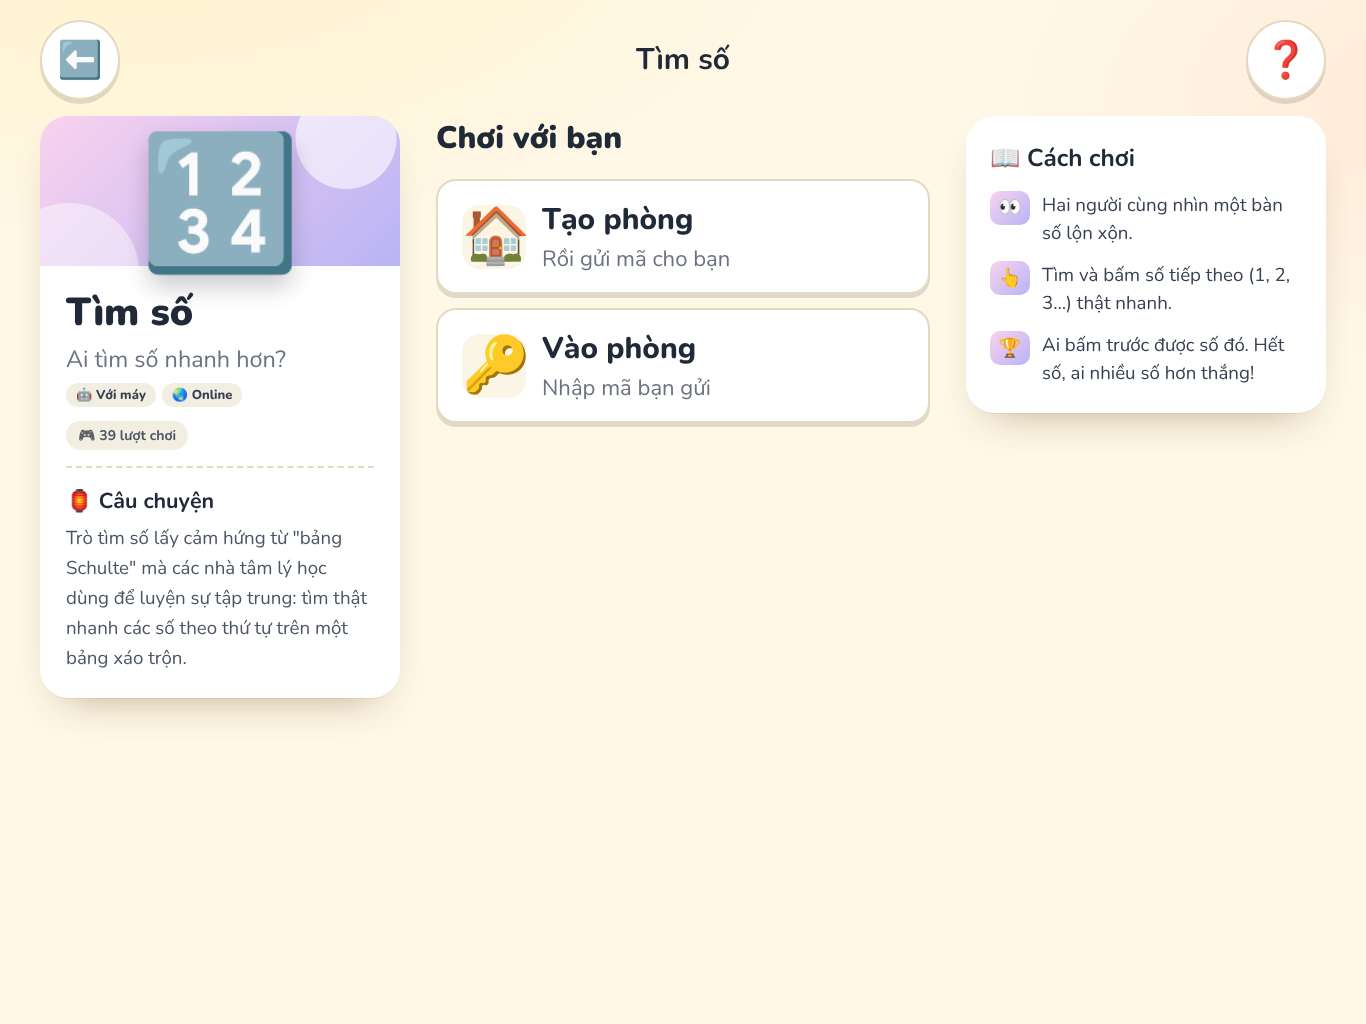 Tìm số
1 2
3 4
Tìm số
Ai tìm số nhanh hơn?
Với máy
Online
39 lượt chơi
Câu chuyện
Trò tìm số lấy cảm hứng từ "bảng
Schulte" mà các nhà tâm lý học
dùng để luyện sự tập trung: tìm thật
nhanh các số theo thứ tự trên một
bảng xáo trộn.
Chơi với bạn
Tạo phòng
Rồi gửi mã cho bạn
Vào phòng
Nhập mã bạn gửi
Cách chơi
Hai người cùng nhìn một bàn
số lộn xộn.
Tìm và bấm số tiếp theo (1, 2,
3...) thật nhanh.
Ai bấm trước được số đó. Hết
số, ai nhiều số hơn thắng!